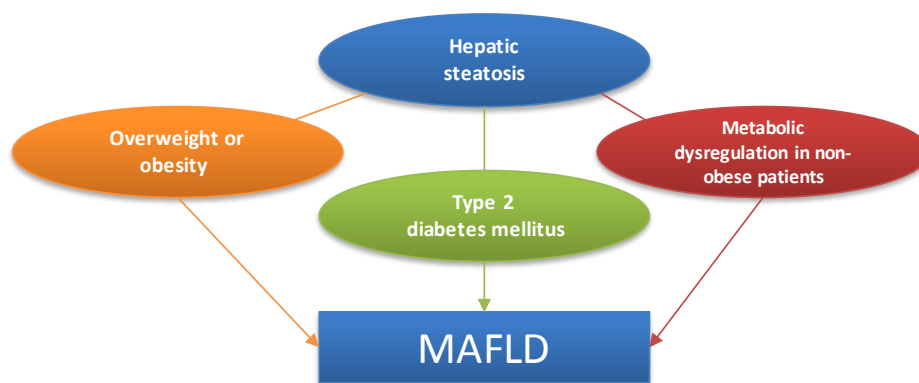 Hepatic
steatosis
Overweight or
obesity
Metabolic
dysregulation in non-
obese patients
Type 2
diabetes mellitus
MAFLD